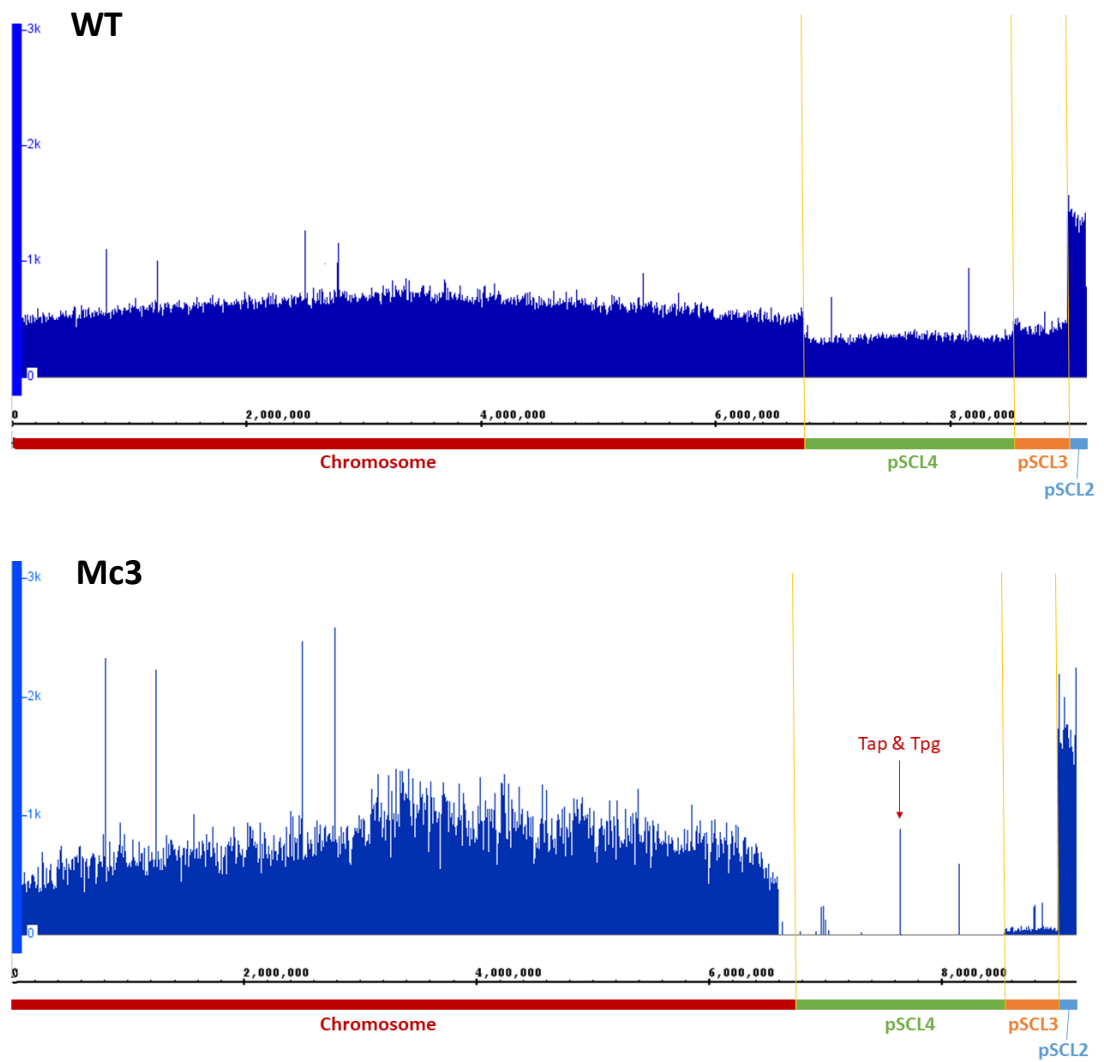 WT
3k
2k
1k
0
0 2,000,000 4,000,000 6,000,000 8,000,000
Chromosome pSCL4 pSCL3
pSCL2
Mc3
3k
2k
Tap & Tpg
1k
0
0 2,000,000 4,000,000 6,000,000 8,000,000
Chromosome pSCL4 pSCL3
pSCL2